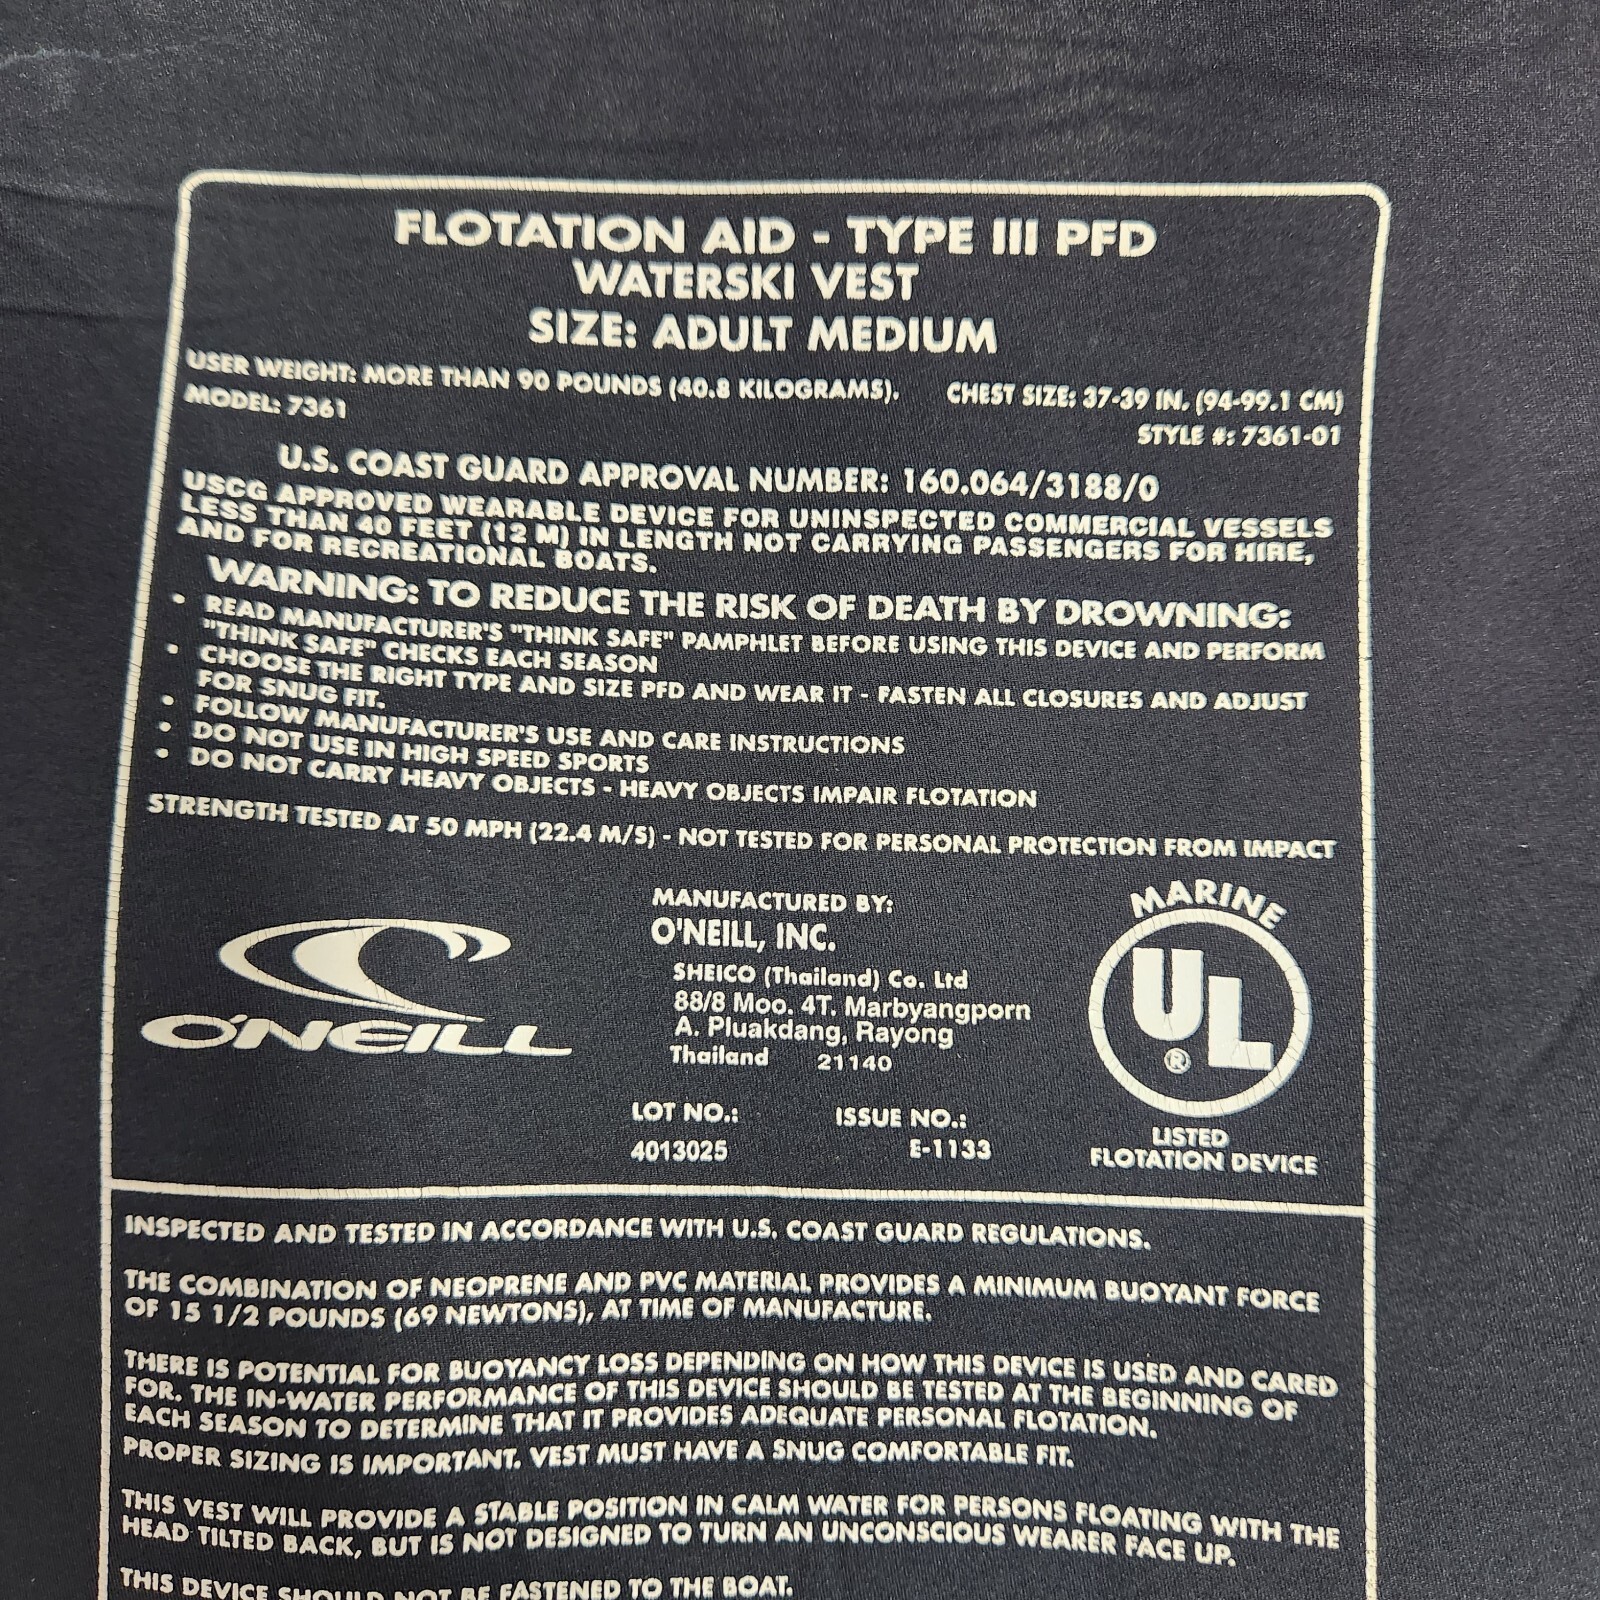 FLOTATION AID - TYPE III PFD
WATERSKI VEST
SIZE: ADULT MEDIUM
USER WEIGHT: MORE THAN 90 POUNDS (40.8 KILOGRAMS). CHEST SIZE: 37-39 IN. (94-99.1 CM)
MODEL: 7361 STYLE #: 7361-01
U.S. COAST GUARD APPROVAL NUMBER: 160.064/3188/0
USCG APPROVED WEARABLE DEVICE FOR UNINSPECTED COMMERCIAL VESSELS
LESS THAN 40 FEET (12 M) IN LENGTH NOT CARRYING PASSENGERS FOR HIRE,
AND FOR RECREATIONAL BOATS.
WARNING: TO REDUCE THE RISK OF DEATH BY DROWNING:
• READ MANUFACTURER'S "THINK SAFE" PAMPHLET BEFORE USING THIS DEVICE AND PERFORM
"THINK SAFE" CHECKS EACH SEASON
• CHOOSE THE RIGHT TYPE AND SIZE PFD AND WEAR IT - FASTEN ALL CLOSURES AND ADJUST
FOR SNUG FIT.
• FOLLOW MANUFACTURER'S USE AND CARE INSTRUCTIONS
• DO NOT USE IN HIGH SPEED SPORTS
• DO NOT CARRY HEAVY OBJECTS - HEAVY OBJECTS IMPAIR FLOTATION
STRENGTH TESTED AT 50 MPH (22.4 M/S) - NOT TESTED FOR PERSONAL PROTECTION FROM IMPACT
O'NEILL
MANUFACTURED BY:
O'NEILL, INC.
SHEICO (Thailand) Co. Ltd
88/8 Moo. 4T. Marbyangporn
A. Pluakdang, Rayong
Thailand 21140
LOT NO.: ISSUE NO.:
4013025 E-1133
MARINE
UL ®
LISTED
FLOTATION DEVICE
INSPECTED AND TESTED IN ACCORDANCE WITH U.S. COAST GUARD REGULATIONS.
THE COMBINATION OF NEOPRENE AND PVC MATERIAL PROVIDES A MINIMUM BUOYANT FORCE
OF 15 1/2 POUNDS (69 NEWTONS), AT TIME OF MANUFACTURE.
THERE IS POTENTIAL FOR BUOYANCY LOSS DEPENDING ON HOW THIS DEVICE IS USED AND CARED
FOR. THE IN-WATER PERFORMANCE OF THIS DEVICE SHOULD BE TESTED AT THE BEGINNING OF
EACH SEASON TO DETERMINE THAT IT PROVIDES ADEQUATE PERSONAL FLOTATION.
PROPER SIZING IS IMPORTANT. VEST MUST HAVE A SNUG COMFORTABLE FIT.
THIS VEST WILL PROVIDE A STABLE POSITION IN CALM WATER FOR PERSONS FLOATING WITH THE
HEAD TILTED BACK, BUT IS NOT DESIGNED TO TURN AN UNCONSCIOUS WEARER FACE UP.
THIS DEVICE SHOULD NOT BE FASTENED TO THE BOAT.